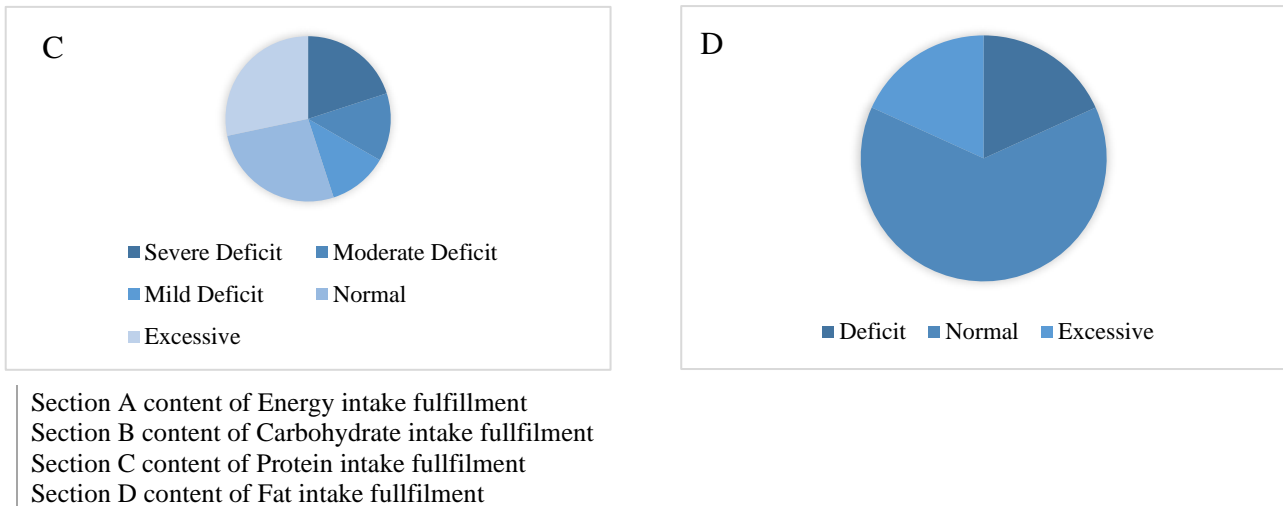 C
Severe Deficit Moderate Deficit
Mild Deficit Normal
Excessive
D
Deficit Normal Excessive
Section A content of Energy intake fulfillment
Section B content of Carbohydrate intake fullfilment
Section C content of Protein intake fullfilment
Section D content of Fat intake fullfilment